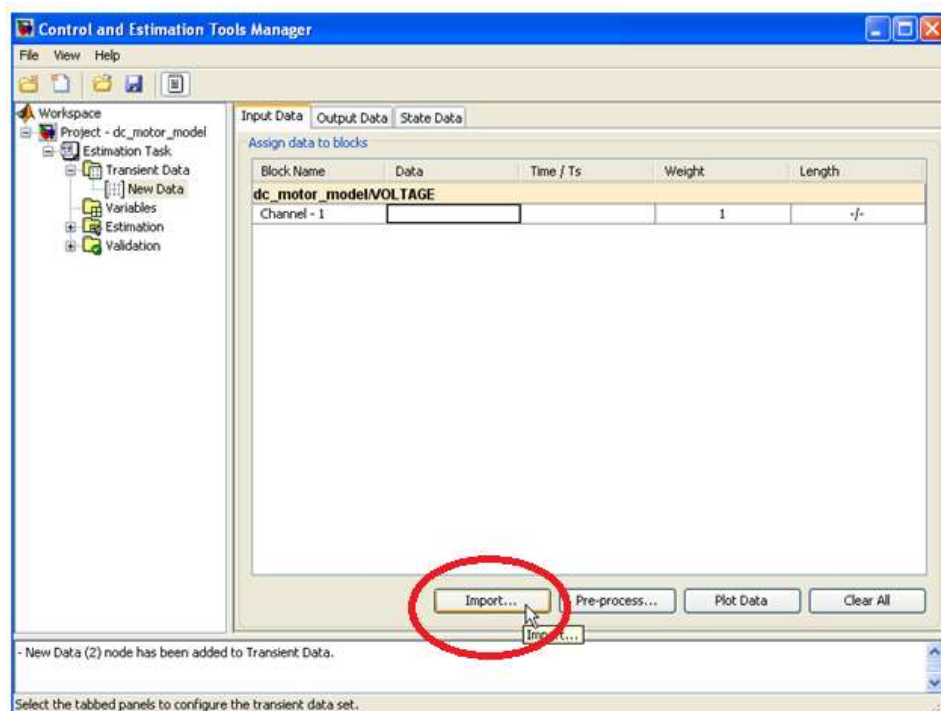 Control and Estimation Tools Manager
File View Help
Workspace
Project - dc_motor_model
Estimation Task
Transient Data
New Data
Variables
Estimation
Validation
Input Data Output Data State Data
Assign data to blocks
Block Name Data Time / Ts Weight Length
dc_motor_model/VOLTAGE
Channel - 1 1 -/-
Import... Pre-process... Plot Data Clear All
Import...
- New Data (2) node has been added to Transient Data.
Select the tabbed panels to configure the transient data set.